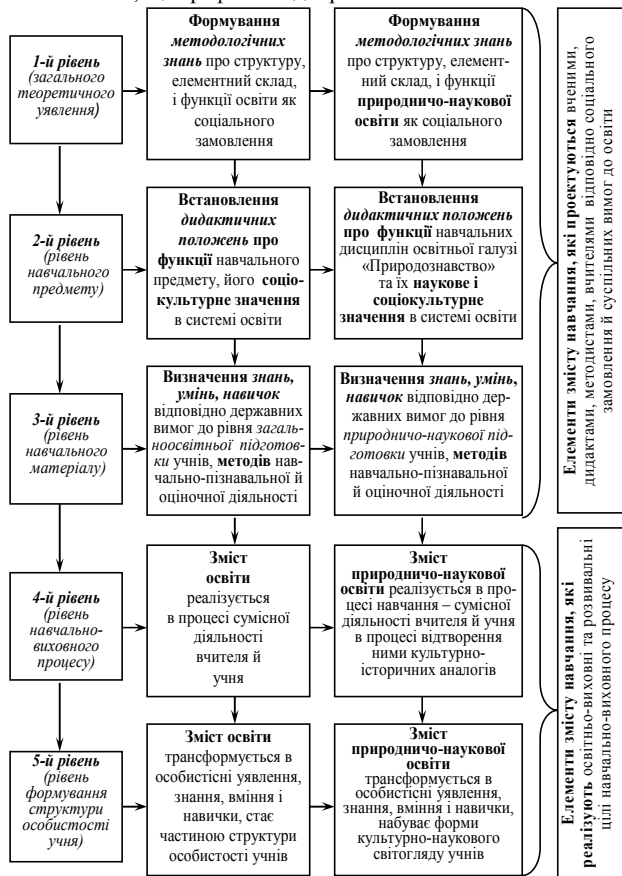 1-й рівень
(загального
теоретичного
уявлення)
Формування
методологічних
знань про структуру,
елементний склад,
і функції освіти як
соціального
замовлення
Формування
методологічних знань
про структуру, елемент-
ний склад, і функції
природничо-наукової
освіти як соціального
замовлення
2-й рівень
(рівень
навчального
предмету)
Встановлення
дидактичних
положень про
функції навчального
предмету, його соціо-
культурне значення
в системі освіти
Встановлення
дидактичних положень
про функції навчальних
дисциплін освітньої галузі
«Природознавство»
та їх наукове і
соціокультурне
значення в системі освіти
3-й рівень
(рівень
навчального
матеріалу)
Визначення знань,
умінь, навичок
відповідно державних
вимог до рівня загаль-
ноосвітньої підготов-
ки учнів, методів нав-
чально-пізнавальної й
оціночної діяльності
Визначення знань, умінь,
навичок відповідно дер-
жавних вимог до рівня
природничо-наукової під-
готовки учнів, методів
навчально-пізнавальної
й оціночної діяльності
Елементи змісту навчання, які проектуються вченими,
дидактами, методистами, вчителями відповідно соціального
замовлення й суспільних вимог до освіти
4-й рівень
(рівень
навчально-
виховного
процесу)
Зміст
освіти
реалізується
в процесі сумісної
діяльності
вчителя й
учня
Зміст
природничо-наукової
освіти реалізується в про-
цесі навчання – сумісної
діяльності вчителя й учня
в процесі відтворення
ними культурно-
історичних аналогів
5-й рівень
(рівень
формування
структури
особистості
учня)
Зміст освіти
трансформується в
особистісні уявлення,
знання, вміння і
навички, стає
частиною структури
особистості учнів
Зміст
природничо-наукової
освіти
трансформується в
особистісні уявлення,
знання, вміння і навички,
набуває форми
культурно-наукового
світогляду учнів
Елементи змісту навчання, які
реалізують освітньо-виховні та розвивальні
цілі навчально-виховного процесу